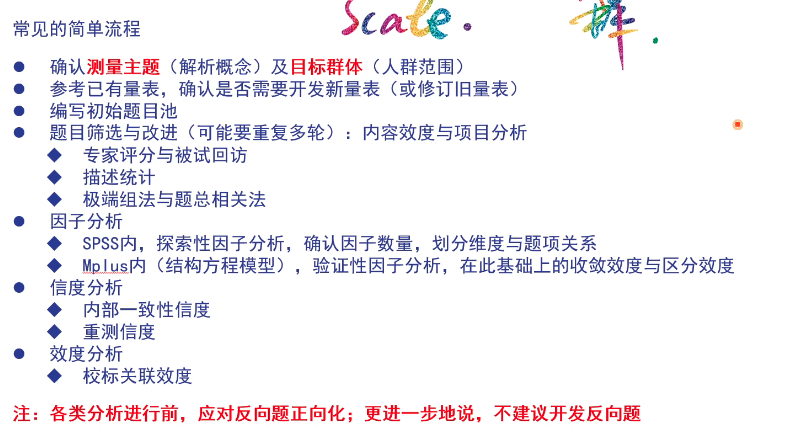 Scale.
常见的简单流程
● 确认测量主题（解析概念）及目标群体（人群范围）
● 参考已有量表，确认是否需要开发新量表（或修订旧量表）
● 编写初始题目池
● 题目筛选与改进（可能要重复多轮）：内容效度与项目分析
◆ 专家评分与被试回访
◆ 描述统计
◆ 极端组法与题总相关法
● 因子分析
◆ SPSS内，探索性因子分析，确认因子数量，划分维度与题项关系
◆ Mplus内（结构方程模型），验证性因子分析，在此基础上的收敛效度与区分效度
● 信度分析
◆ 内部一致性信度
◆ 重测信度
● 效度分析
◆ 校标关联效度
注：各类分析进行前，应对反向题正向化；更进一步地说，不建议开发反向题